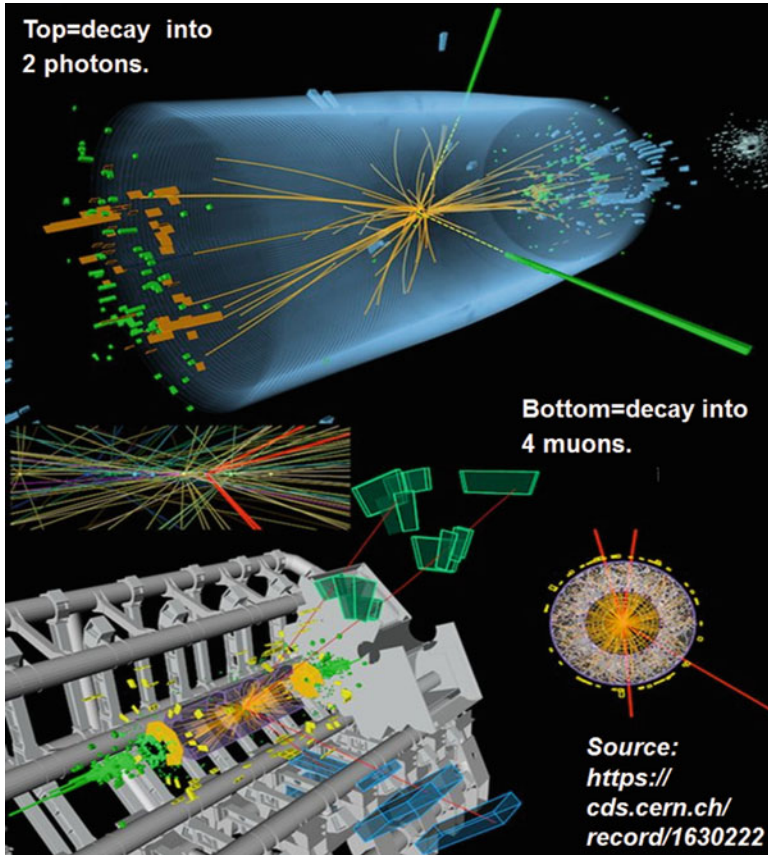 Top=decay into
2 photons.
Bottom=decay into
4 muons.
Source:
https://
cds.cern.ch/
record/1630222